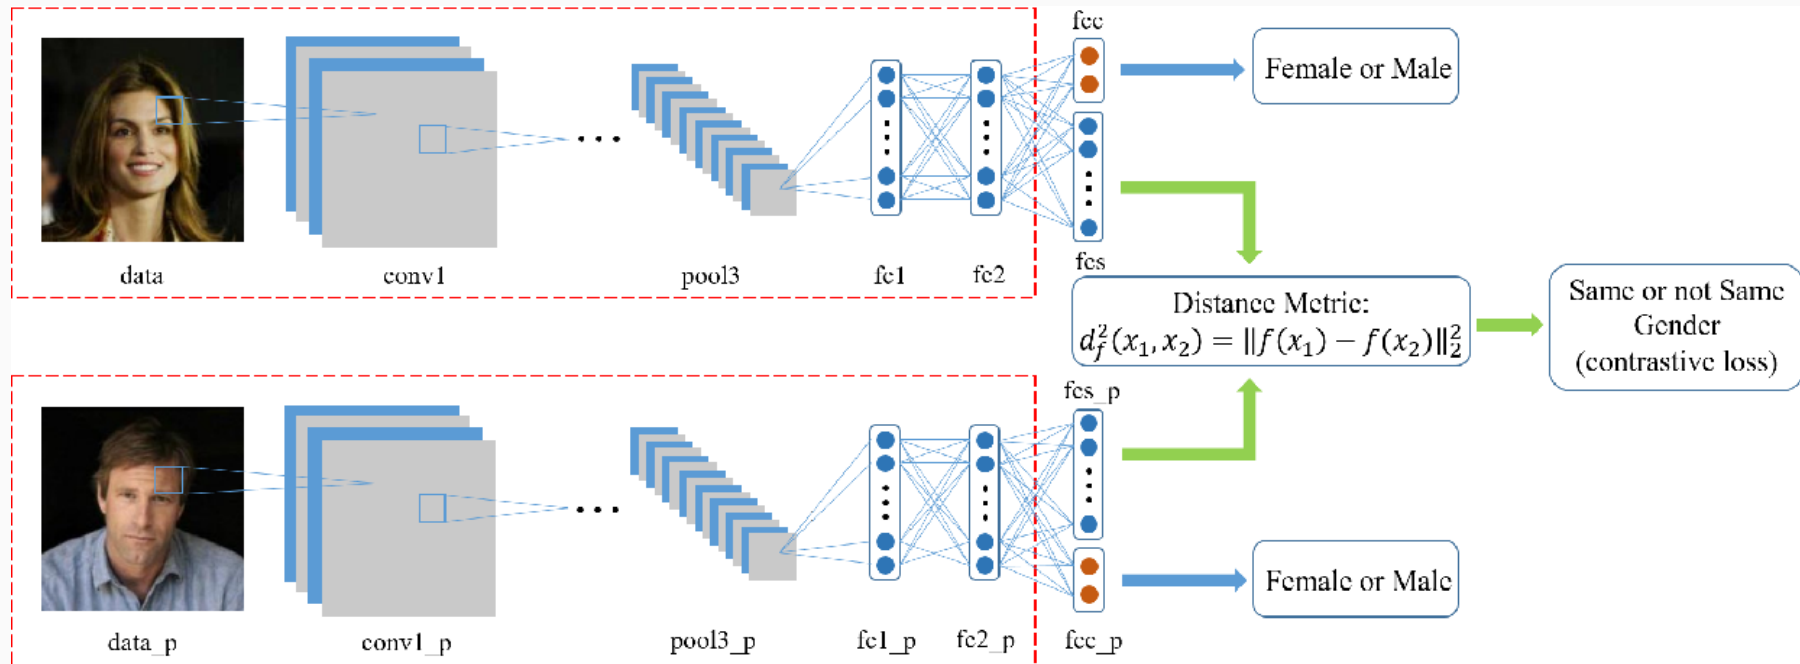 fcc
Female or Male
data
conv1
pool3
fc1
fc2
fcs
Distance Metric:
d_f^2(x_1, x_2) = ‖f(x_1) − f(x_2)‖_2^2
Same or not Same
Gender
(contrastive loss)
fcs_p
Female or Male
data_p
conv1_p
pool3_p
fc1_p
fc2_p
fcc_p